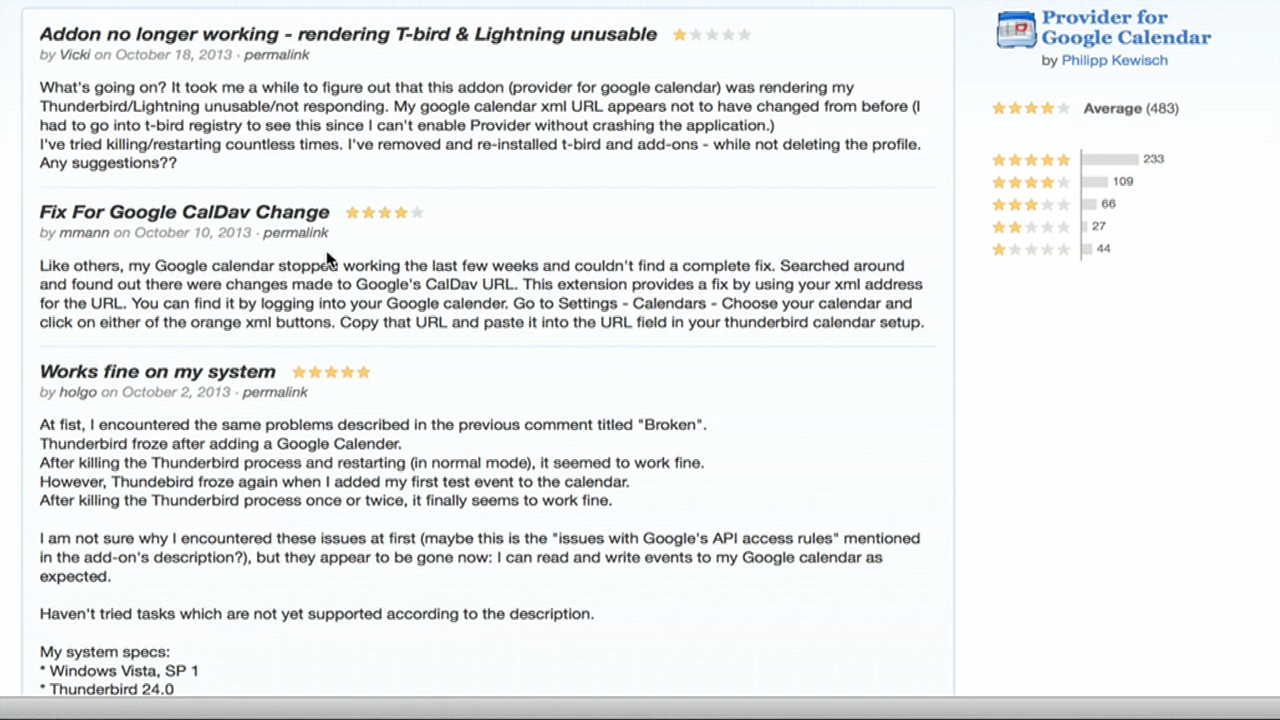 Addon no longer working - rendering T-bird & Lightning unusable
by Vicki on October 18, 2013 · permalink
What's going on? It took me a while to figure out that this addon (provider for google calendar) was rendering my
Thunderbird/Lightning unusable/not responding. My google calendar xml URL appears not to have changed from before (I
had to go into t-bird registry to see this since I can't enable Provider without crashing the application.)
I've tried killing/restarting countless times. I've removed and re-installed t-bird and add-ons - while not deleting the profile.
Any suggestions??
Fix For Google CalDav Change
by mmann on October 10, 2013 · permalink
Like others, my Google calendar stopped working the last few weeks and couldn't find a complete fix. Searched around
and found out there were changes made to Google's CalDav URL. This extension provides a fix by using your xml address
for the URL. You can find it by logging into your Google calender. Go to Settings - Calendars - Choose your calendar and
click on either of the orange xml buttons. Copy that URL and paste it into the URL field in your thunderbird calendar setup.
Works fine on my system
by holgo on October 2, 2013 · permalink
At fist, I encountered the same problems described in the previous comment titled "Broken".
Thunderbird froze after adding a Google Calender.
After killing the Thunderbird process and restarting (in normal mode), it seemed to work fine.
However, Thundebird froze again when I added my first test event to the calendar.
After killing the Thunderbird process once or twice, it finally seems to work fine.
I am not sure why I encountered these issues at first (maybe this is the "issues with Google's API access rules" mentioned
in the add-on's description?), but they appear to be gone now: I can read and write events to my Google calendar as
expected.
Haven't tried tasks which are not yet supported according to the description.
My system specs:
* Windows Vista, SP 1
* Thunderbird 24.0
Provider for
Google Calendar
by Philipp Kewisch
Average (483)
233
109
66
27
44